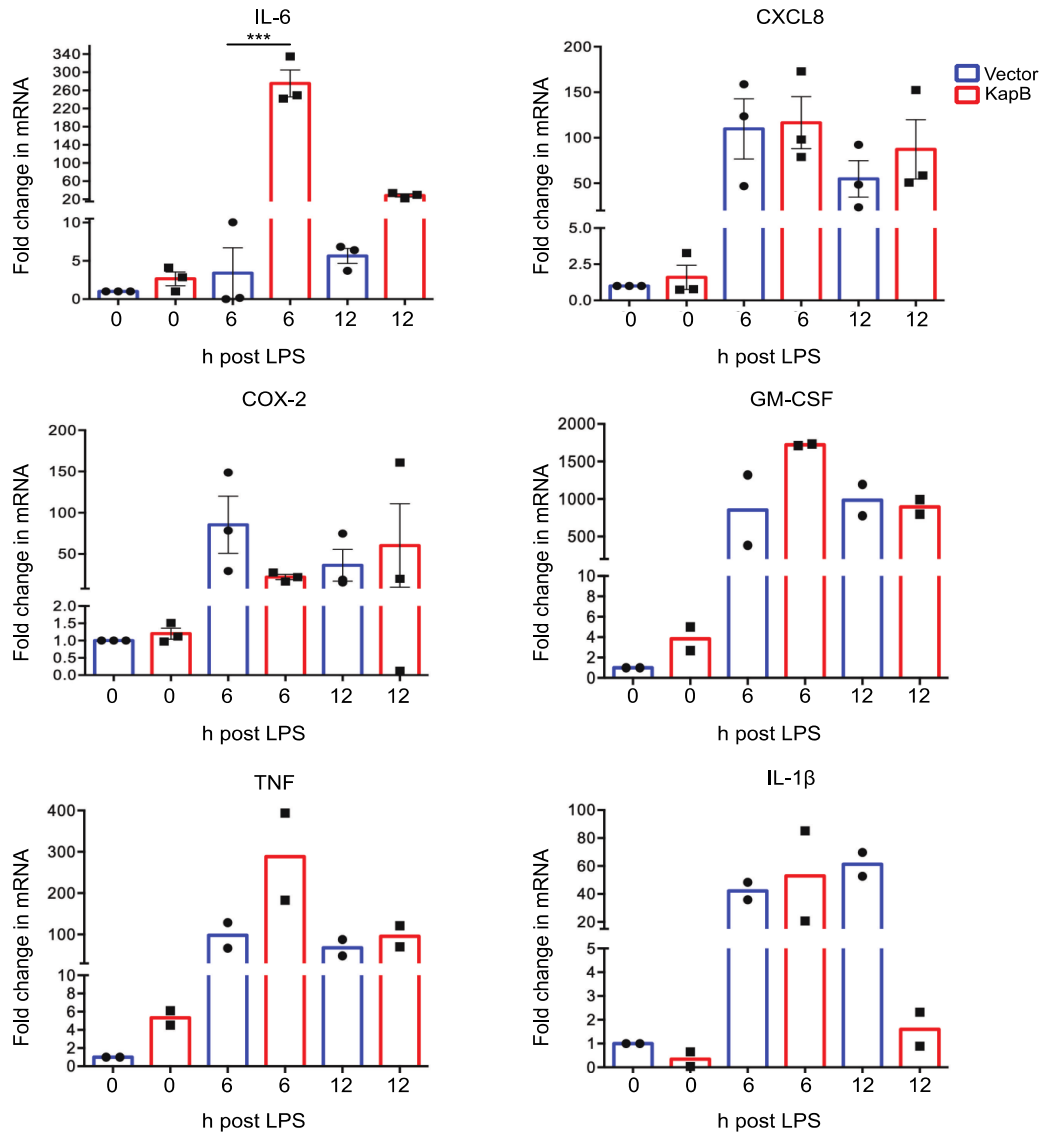 IL-6
***
Fold change in mRNA
340
300
260
220
180
140
100
60
20
10
5
0
0 0 6 6 12 12
h post LPS
CXCL8
Vector
KapB
Fold change in mRNA
200
150
100
50
5.0
2.5
0.0
0 0 6 6 12 12
h post LPS
COX-2
Fold change in mRNA
200
150
100
50
2.0
1.5
1.0
0.5
0.0
0 0 6 6 12 12
h post LPS
GM-CSF
Fold change in mRNA
2000
1500
1000
500
10
8
6
4
2
0
0 0 6 6 12 12
h post LPS
TNF
Fold change in mRNA
400
300
200
100
10
8
6
4
2
0
0 0 6 6 12 12
h post LPS
IL-1β
Fold change in mRNA
100
80
60
40
20
5
4
3
2
1
0
0 0 6 6 12 12
h post LPS